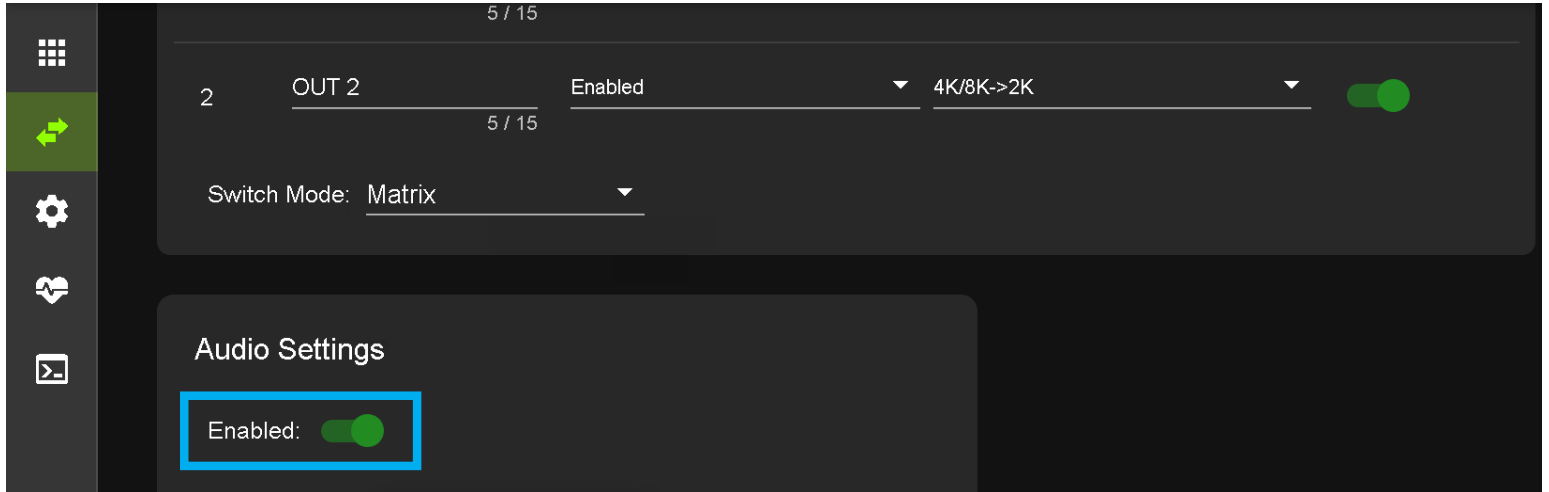 5 / 15
2 OUT 2 Enabled 4K/8K->2K
5 / 15
Switch Mode: Matrix
Audio Settings
Enabled: